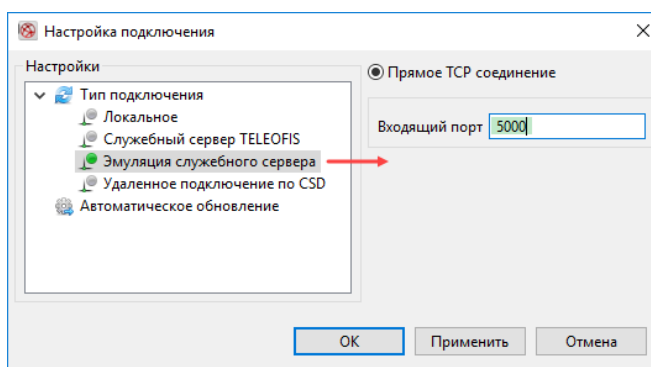 Настройка подключения
Настройки
Тип подключения
Локальное
Служебный сервер TELEOFIS
Эмуляция служебного сервера
Удаленное подключение по CSD
Автоматическое обновление
Прямое TCP соединение
Входящий порт 5000
ОК Применить Отмена